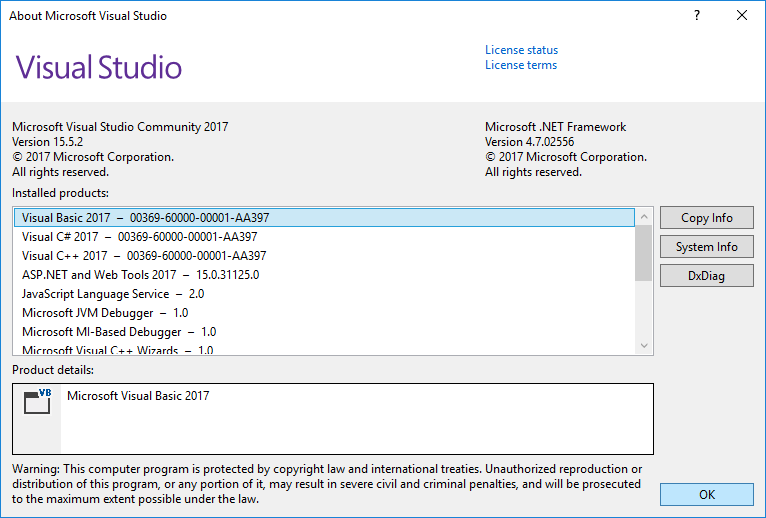 About Microsoft Visual Studio
?
Visual Studio
License status
License terms
Microsoft Visual Studio Community 2017
Version 15.5.2
© 2017 Microsoft Corporation.
All rights reserved.
Microsoft .NET Framework
Version 4.7.02556
© 2017 Microsoft Corporation.
All rights reserved.
Installed products:
Visual Basic 2017 – 00369-60000-00001-AA397
Visual C# 2017 – 00369-60000-00001-AA397
Visual C++ 2017 – 00369-60000-00001-AA397
ASP.NET and Web Tools 2017 – 15.0.31125.0
JavaScript Language Service – 2.0
Microsoft JVM Debugger – 1.0
Microsoft MI-Based Debugger – 1.0
Microsoft Visual C++ Wizards – 1.0
Copy Info
System Info
DxDiag
Product details:
VB
Microsoft Visual Basic 2017
Warning: This computer program is protected by copyright law and international treaties. Unauthorized reproduction or
distribution of this program, or any portion of it, may result in severe civil and criminal penalties, and will be prosecuted
to the maximum extent possible under the law.
OK